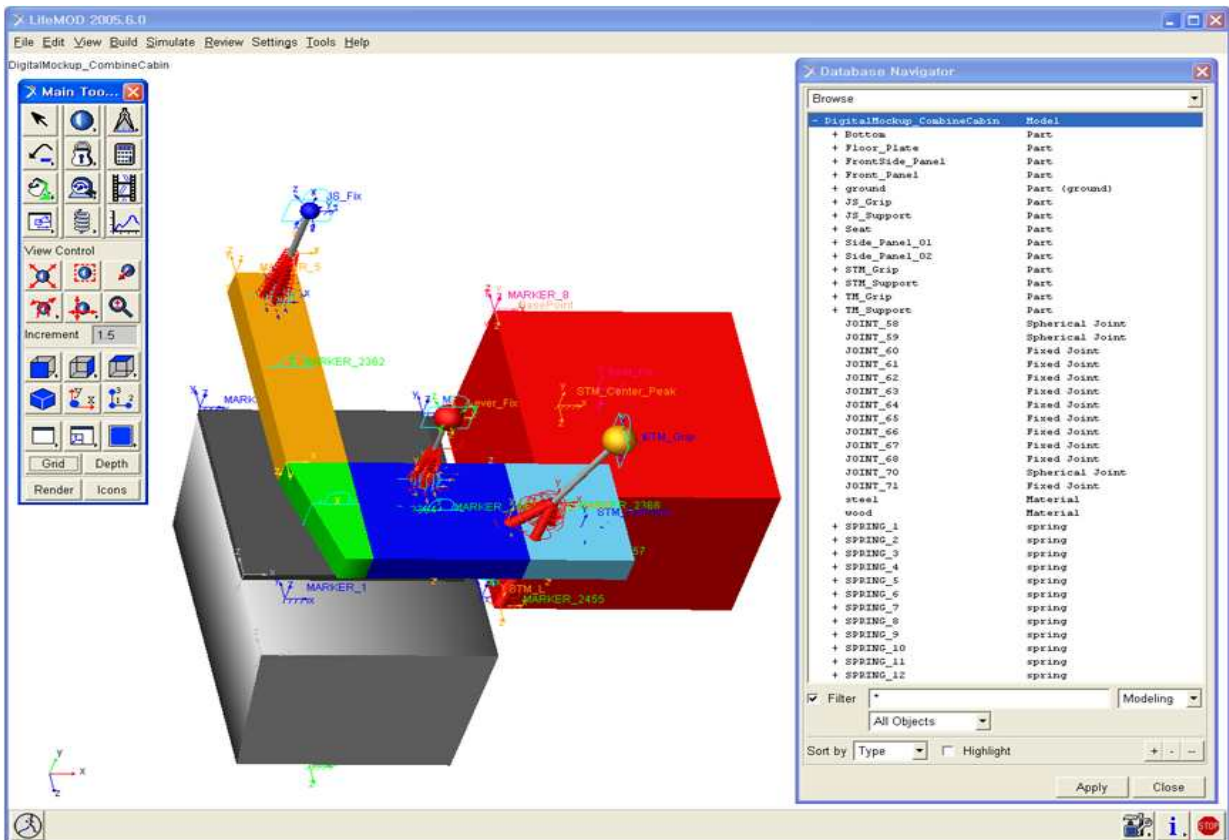 LifeMOD 2005.6.0
File Edit View Build Simulate Review Settings Tools Help
DigitalMockup_CombineCabin
Main Too...
View Control
Increment 1.5
Grid Depth
Render Icons
JS_Fix
MARKER_5
MARKER_8
BasePoint
MARKER_2362
STM_Center_Peak
ever_Fix
STM_Grip
MARKER_2366
MARKER_1
STM_L
MARKER_2455
Database Navigator
Browse
- DigitalMockup_CombineCabin Model
+ Bottom Part
+ Floor_Plate Part
+ FrontSide_Panel Part
+ Front_Panel Part
+ ground Part (ground)
+ JS_Grip Part
+ JS_Support Part
+ Seat Part
+ Side_Panel_01 Part
+ Side_Panel_02 Part
+ STM_Grip Part
+ STM_Support Part
+ TM_Grip Part
+ TM_Support Part
JOINT_58 Spherical Joint
JOINT_59 Spherical Joint
JOINT_60 Fixed Joint
JOINT_61 Fixed Joint
JOINT_62 Fixed Joint
JOINT_63 Fixed Joint
JOINT_64 Fixed Joint
JOINT_65 Fixed Joint
JOINT_66 Fixed Joint
JOINT_67 Fixed Joint
JOINT_68 Fixed Joint
JOINT_70 Spherical Joint
JOINT_71 Fixed Joint
steel Material
wood Material
+ SPRING_1 spring
+ SPRING_2 spring
+ SPRING_3 spring
+ SPRING_4 spring
+ SPRING_5 spring
+ SPRING_6 spring
+ SPRING_7 spring
+ SPRING_8 spring
+ SPRING_9 spring
+ SPRING_10 spring
+ SPRING_11 spring
+ SPRING_12 spring
Filter * Modeling
All Objects
Sort by Type Highlight + - --
Apply Close
STOP